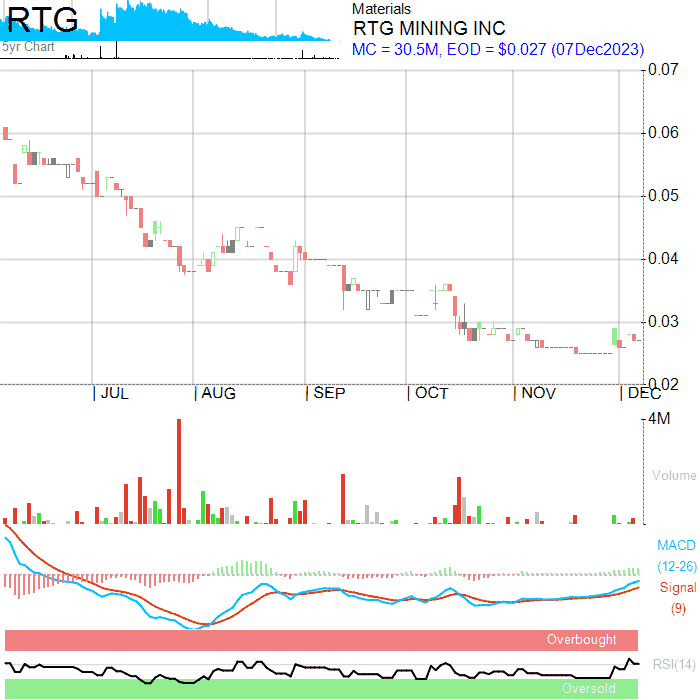 RTG
5yr Chart
Materials
RTG MINING INC
MC = 30.5M, EOD = $0.027 (07Dec2023)
0.07
0.06
0.05
0.04
0.03
0.02
JUL
AUG
SEP
OCT
NOV
DEC
4M
Volume
MACD
(12-26)
Signal
(9)
Overbought
RSI(14)
Oversold